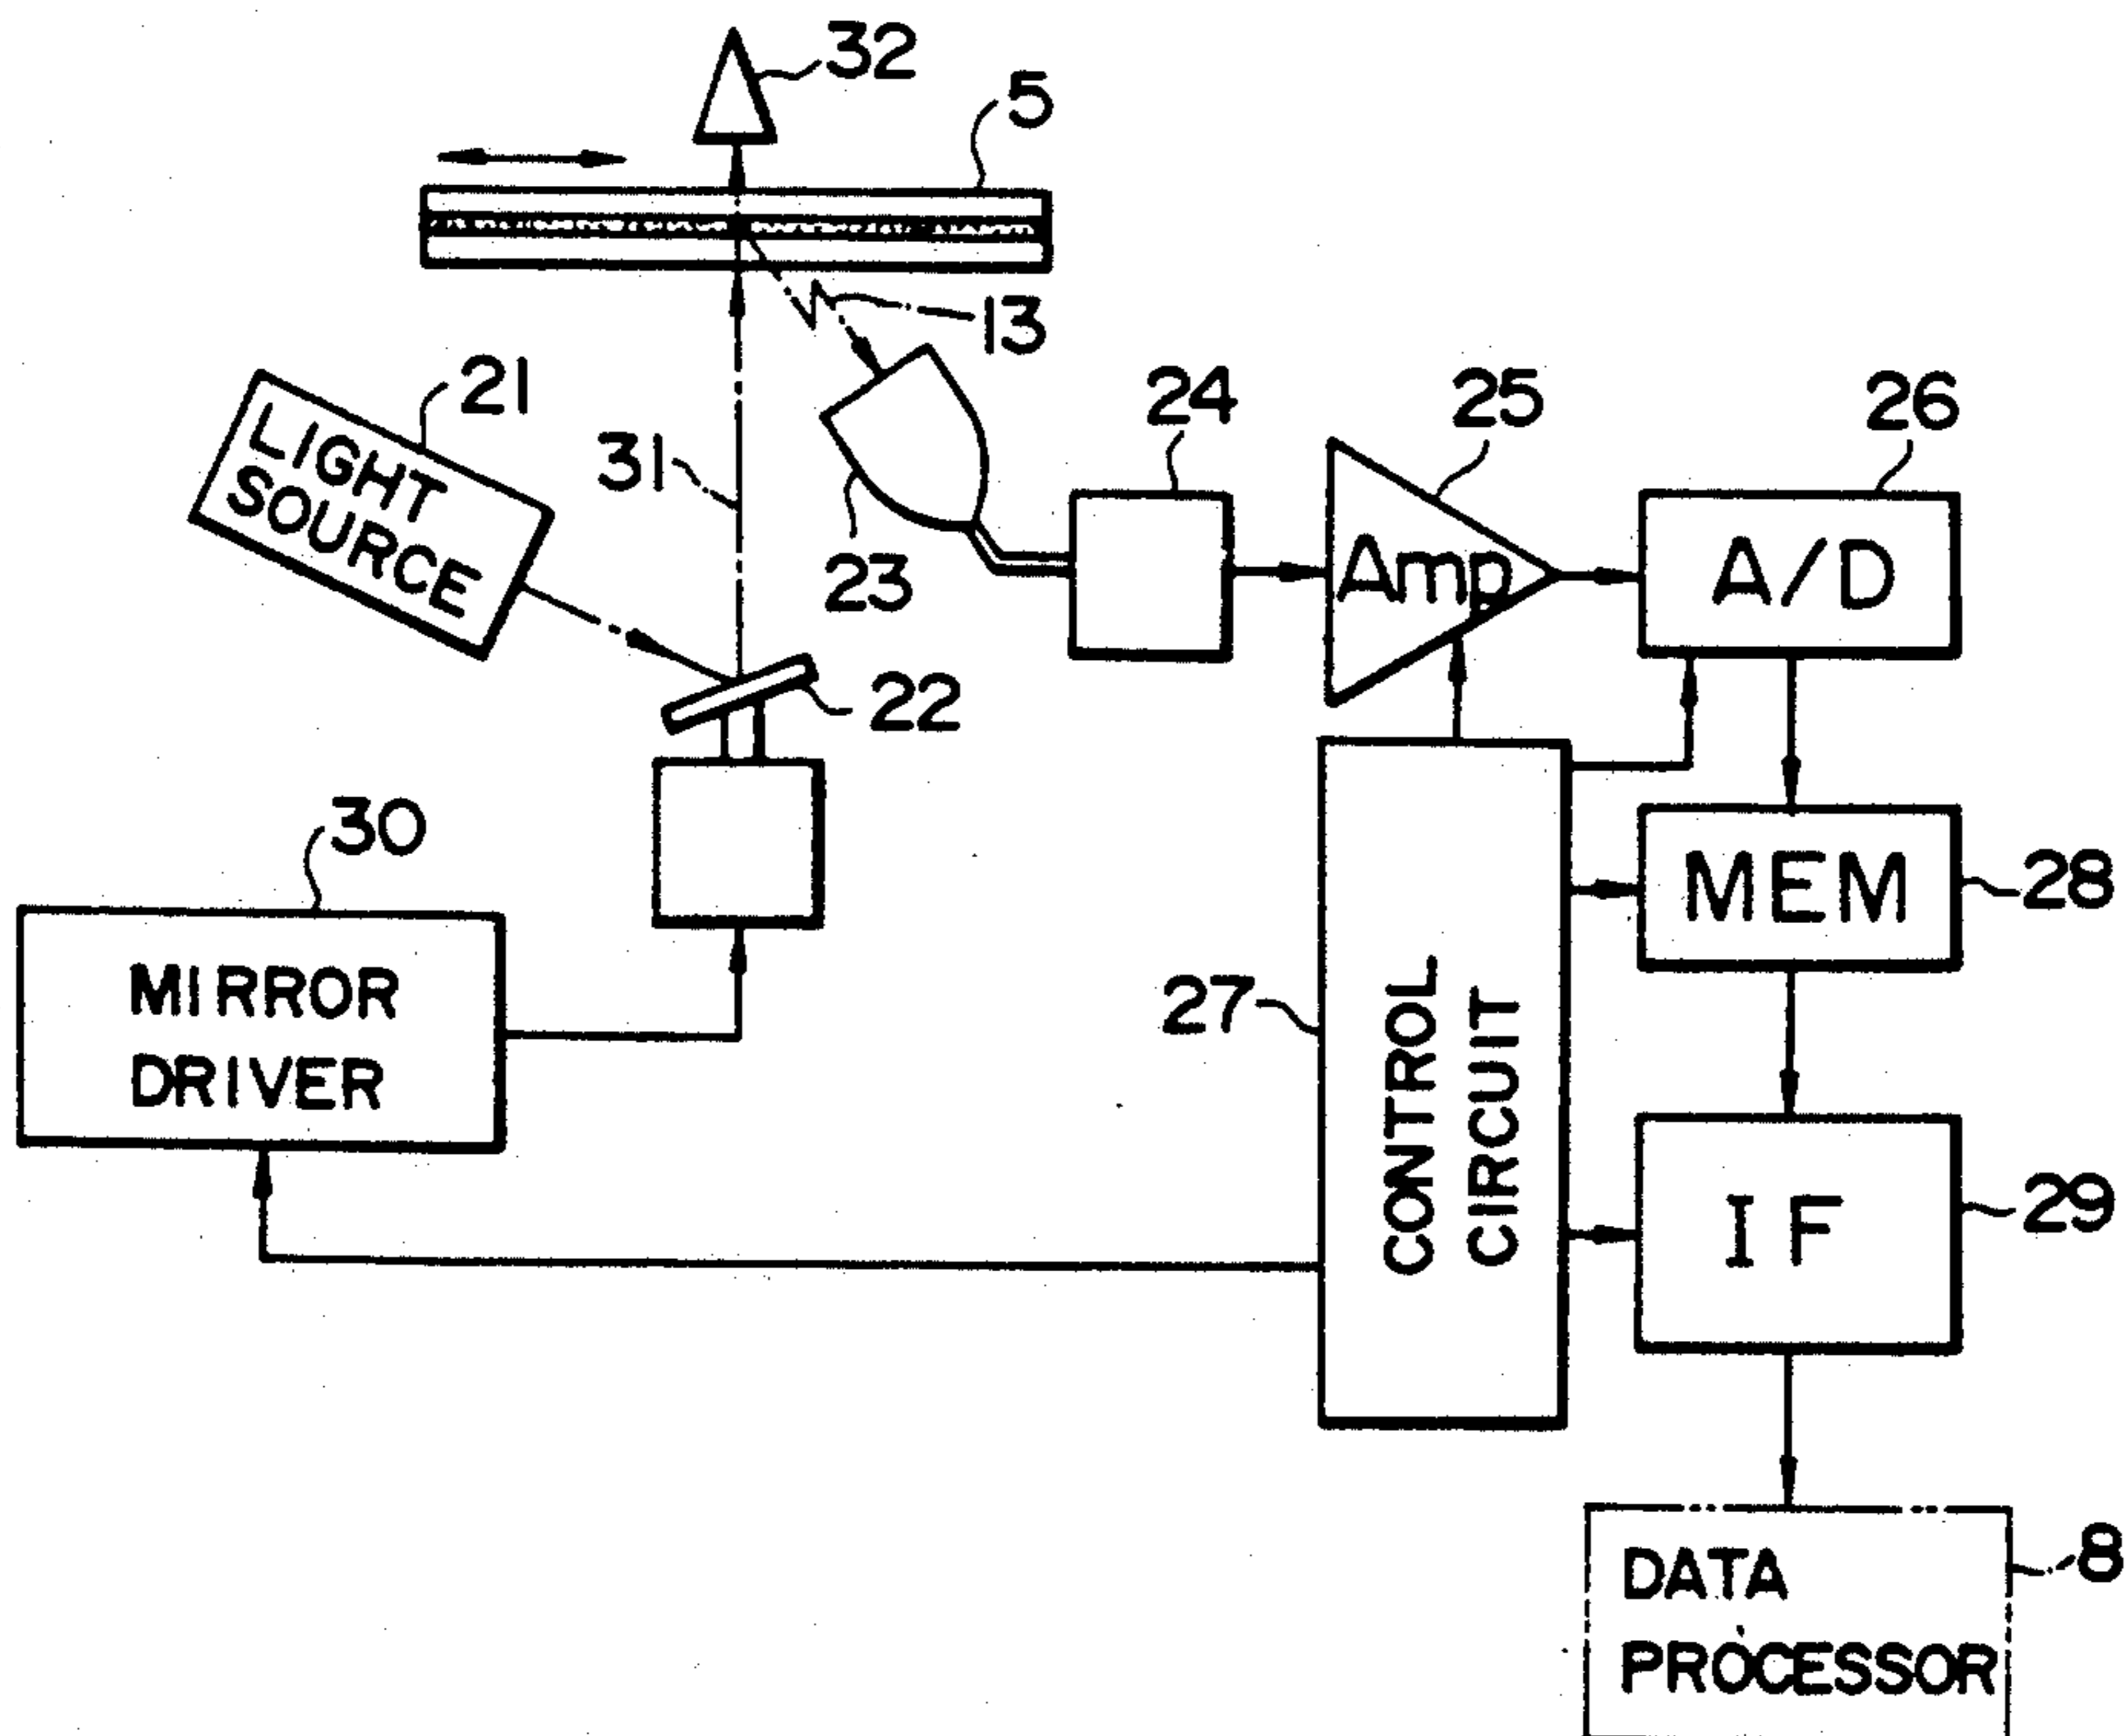 32
5
13
21
LIGHT
SOURCE
31
23
24
25
26
Amp
A/D
22
30
MIRROR
DRIVER
27
CONTROL
CIRCUIT
MEM
28
IF
29
DATA
PROCESSOR
8